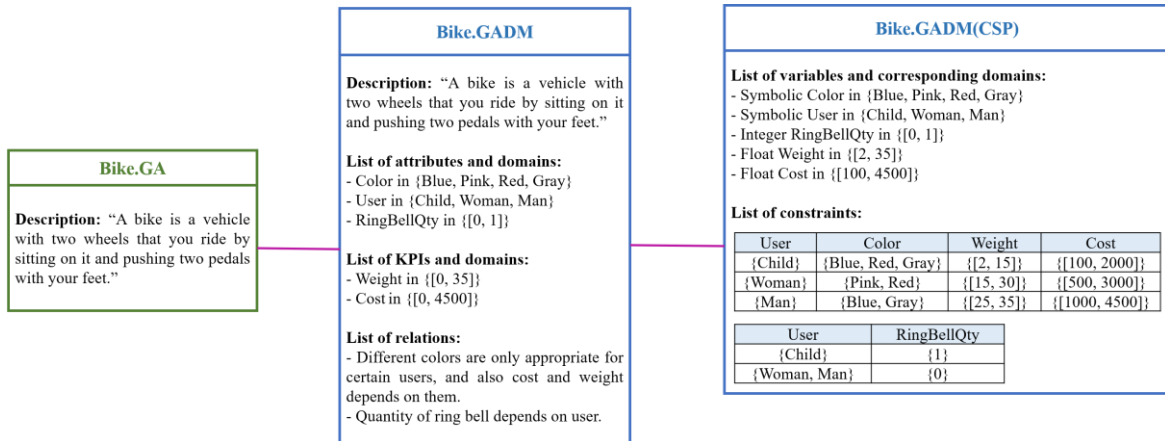 Bike.GA
Description: “A bike is a vehicle
with two wheels that you ride by
sitting on it and pushing two pedals
with your feet.”
Bike.GADM
Description: “A bike is a vehicle with
two wheels that you ride by sitting on it
and pushing two pedals with your feet.”
List of attributes and domains:
- Color in {Blue, Pink, Red, Gray}
- User in {Child, Woman, Man}
- RingBellQty in {[0, 1]}
List of KPIs and domains:
- Weight in {[0, 35]}
- Cost in {[0, 4500]}
List of relations:
- Different colors are only appropriate for
certain users, and also cost and weight
depends on them.
- Quantity of ring bell depends on user.
Bike.GADM(CSP)
List of variables and corresponding domains:
- Symbolic Color in {Blue, Pink, Red, Gray}
- Symbolic User in {Child, Woman, Man}
- Integer RingBellQty in {[0, 1]}
- Float Weight in {[2, 35]}
- Float Cost in {[100, 4500]}
List of constraints:
User Color Weight Cost
{Child} {Blue, Red, Gray} {[2, 15]} {[100, 2000]}
{Woman} {Pink, Red} {[15, 30]} {[500, 3000]}
{Man} {Blue, Gray} {[25, 35]} {[1000, 4500]}
User RingBellQty
{Child} {1}
{Woman, Man} {0}